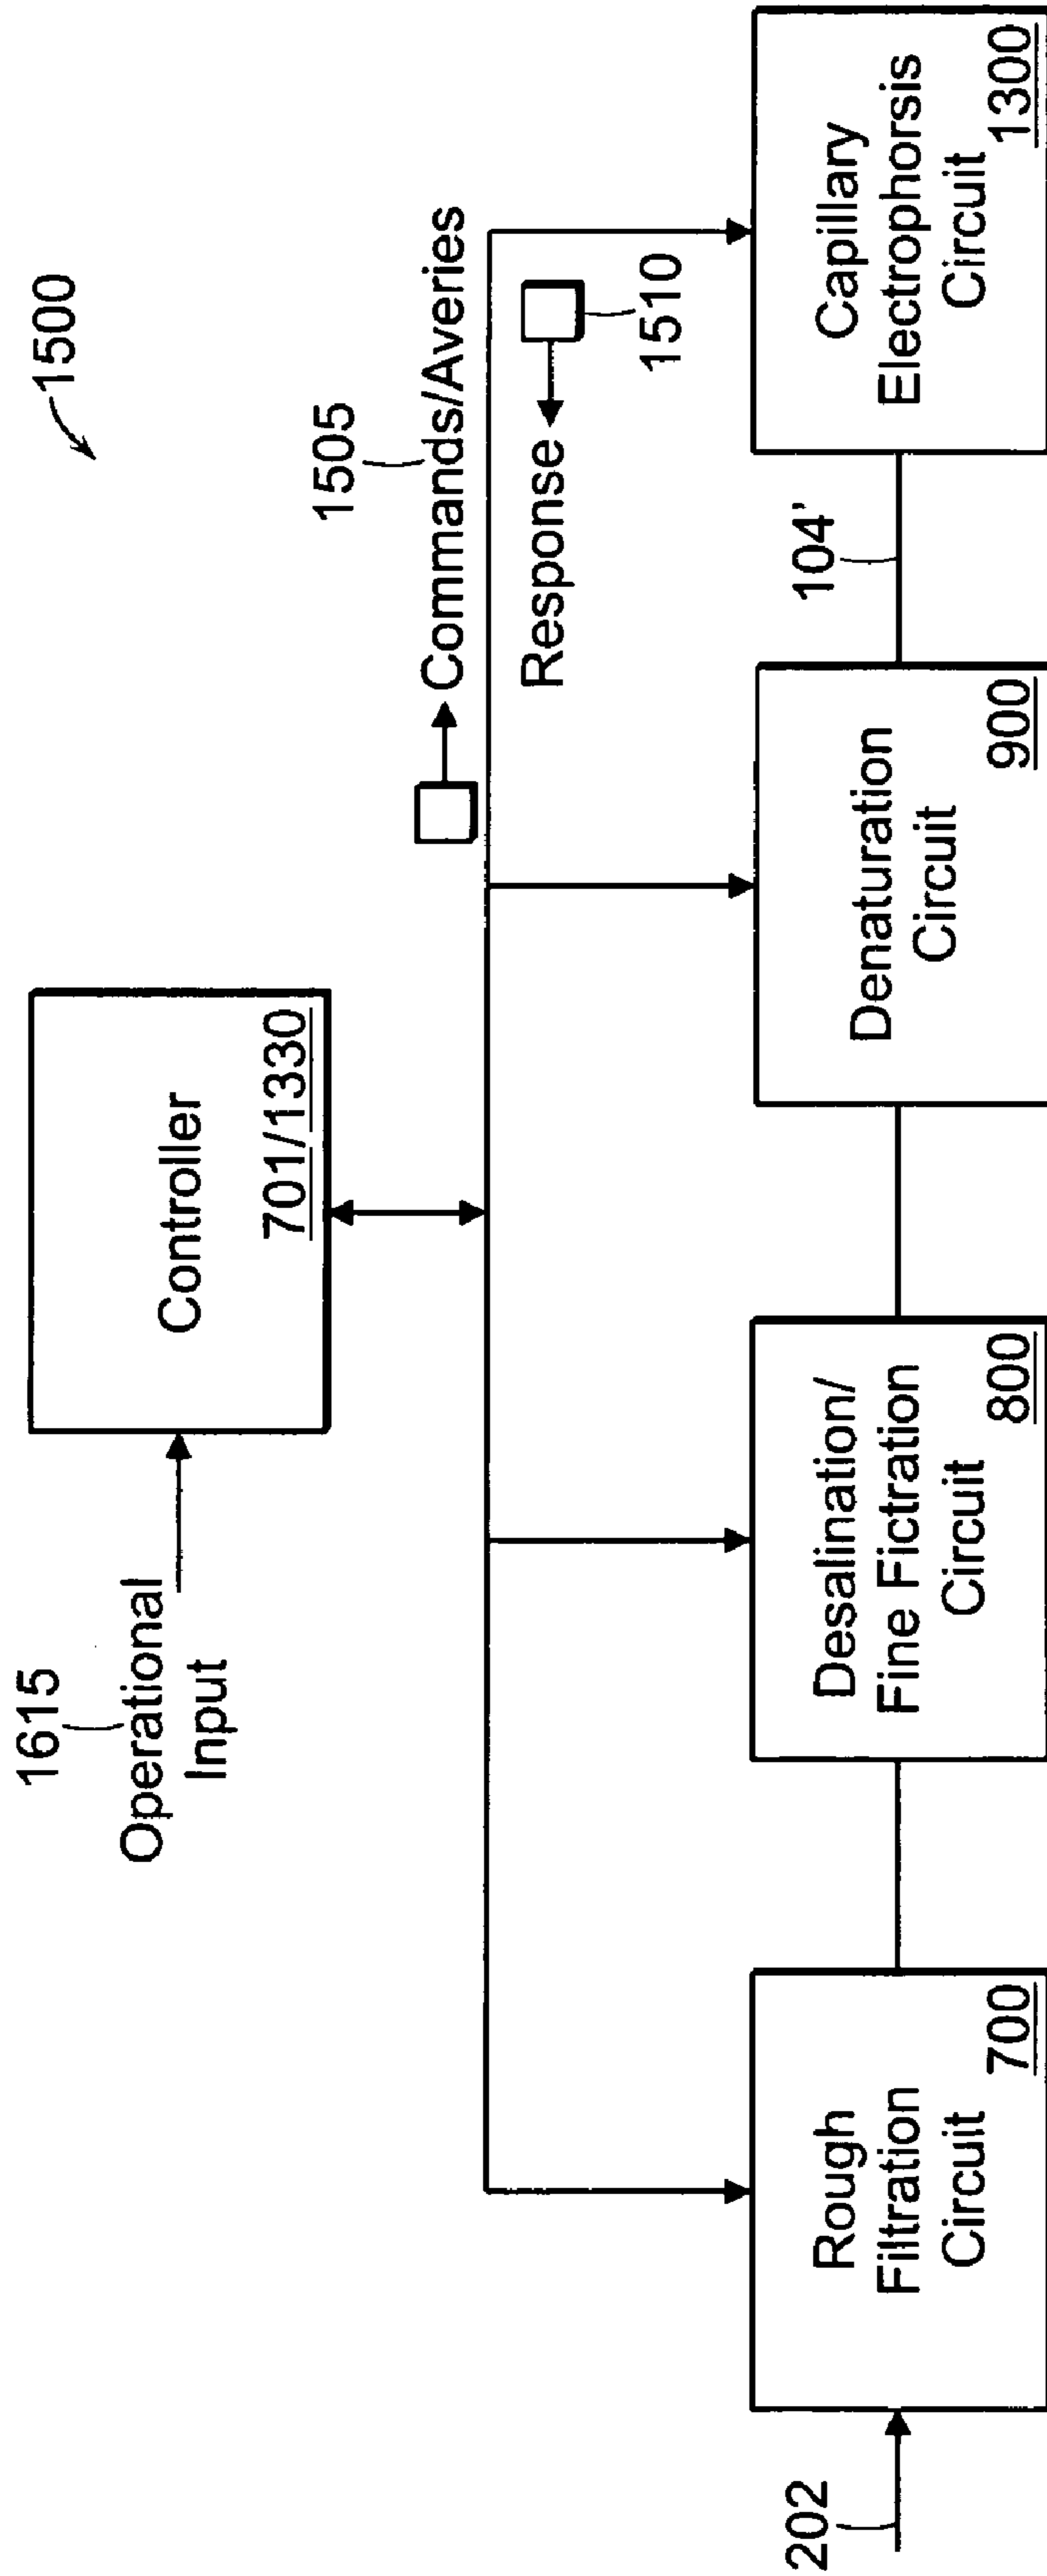 1500
1615
Operational
Input
Controller
701/1330
1505
Commands/Averies
Response
1510
202
Rough
Filtration
Circuit
700
Desalination/
Fine Fictration
Circuit
800
Denaturation
Circuit
900
104'
Capillary
Electrophorsis
Circuit
1300